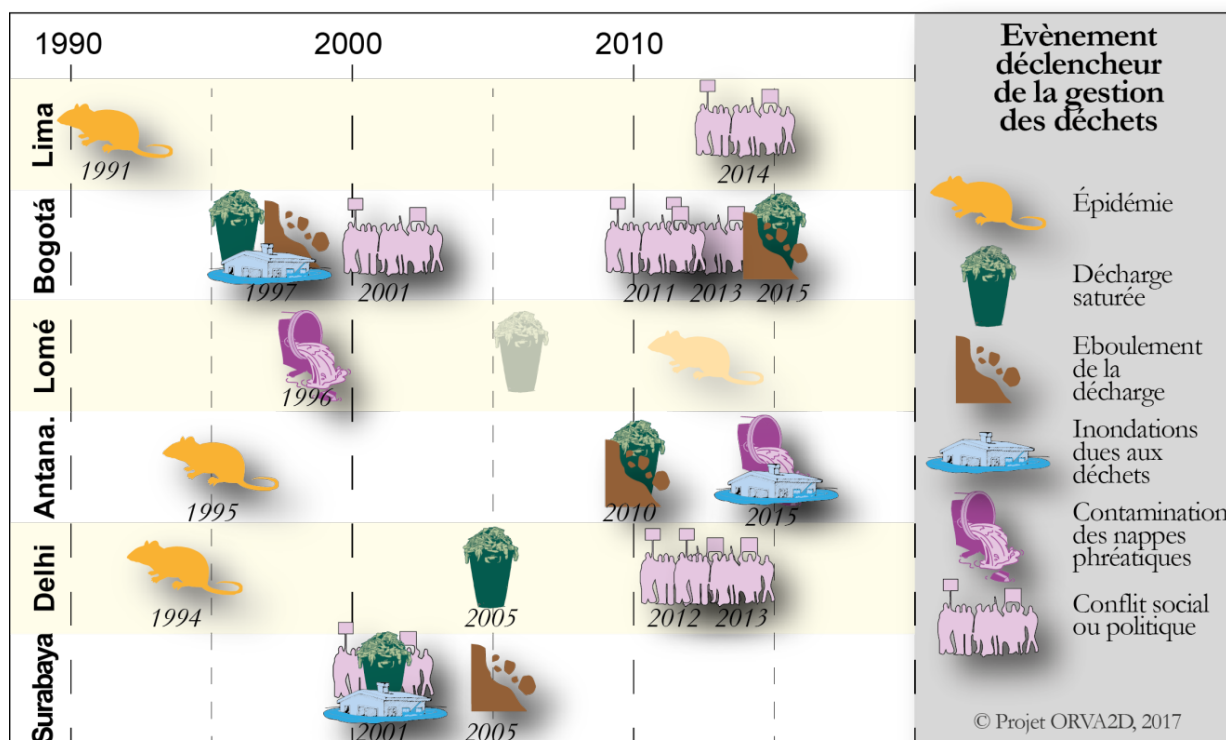 1990 2000 2010
Evènement
déclencheur
de la gestion
des déchets
Lima
1991 2014
Bogotá
1997 2001 2011 2013 2015
Lomé
1996
Antana.
1995 2010 2015
Delhi
1994 2005 2012 2013
Surabaya
2001 2005
Épidémie
Décharge
saturée
Eboulement
de la
décharge
Inondations
dues aux
déchets
Contamination
des nappes
phréatiques
Conflit social
ou politique
© Projet ORVA2D, 2017